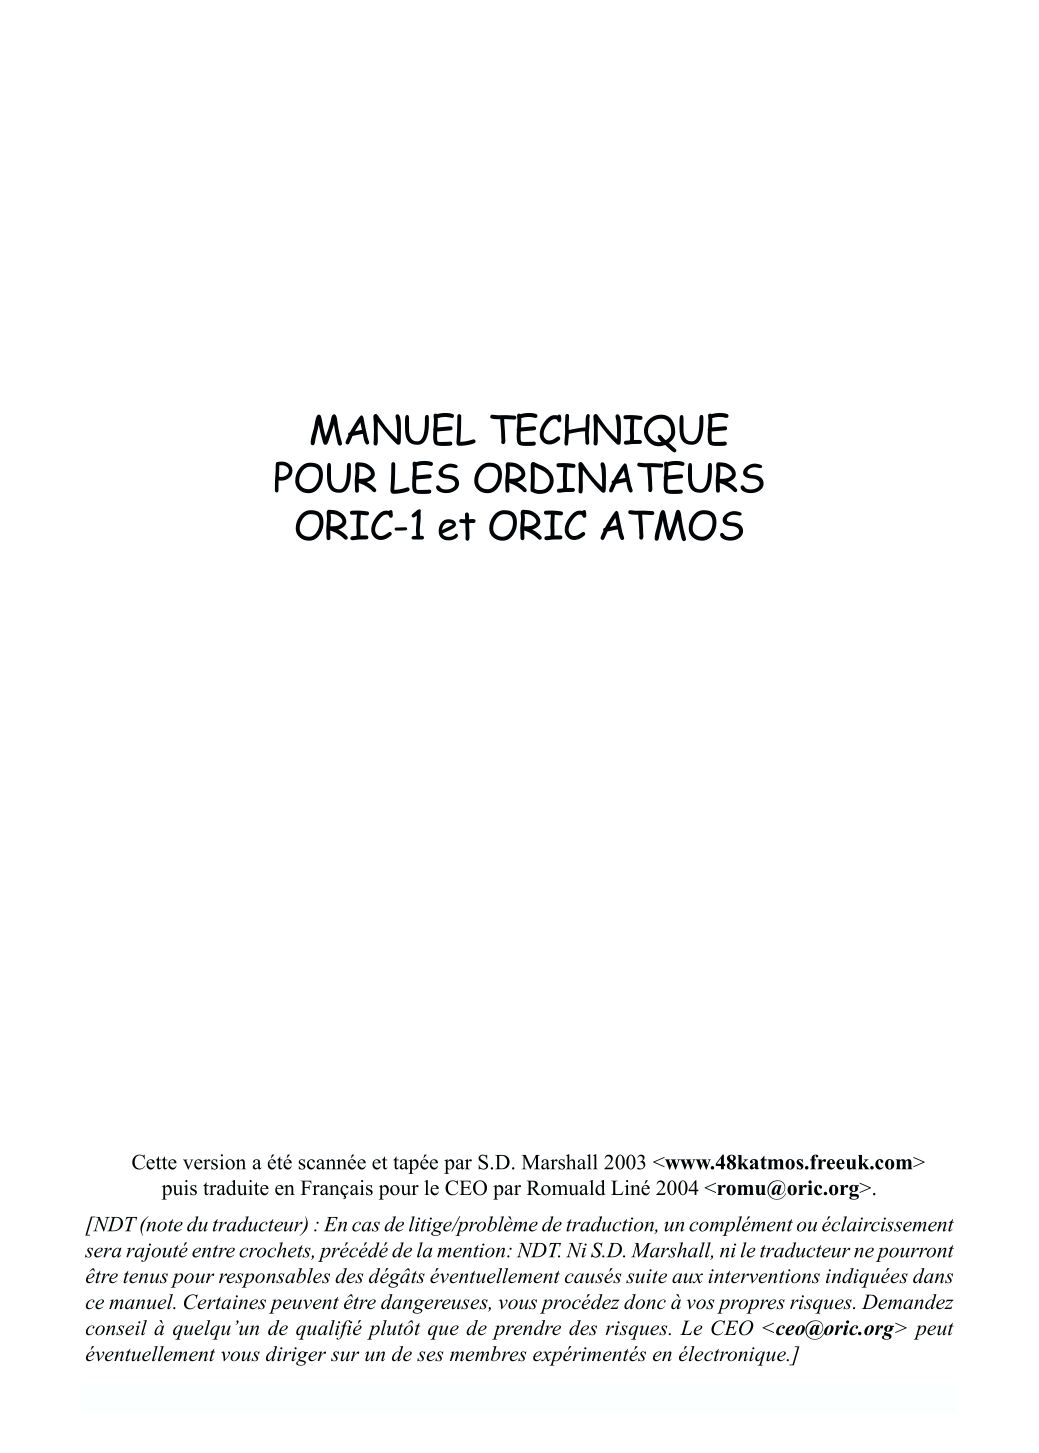 MANUEL TECHNIQUE
POUR LES ORDINATEURS
ORIC-1 et ORIC ATMOS
Cette version a été scannée et tapée par S.D. Marshall 2003 <www.48katmos.freeuk.com>
puis traduite en Français pour le CEO par Romuald Liné 2004 <romu@oric.org>.
[NDT (note du traducteur) : En cas de litige/problème de traduction, un complément ou éclaircissement
sera rajouté entre crochets, précédé de la mention: NDT. Ni S.D. Marshall, ni le traducteur ne pourront
être tenus pour responsables des dégâts éventuellement causés suite aux interventions indiquées dans
ce manuel. Certaines peuvent être dangereuses, vous procédez donc à vos propres risques. Demandez
conseil à quelqu’un de qualifié plutôt que de prendre des risques. Le CEO <ceo@oric.org> peut
éventuellement vous diriger sur un de ses membres expérimentés en électronique.]